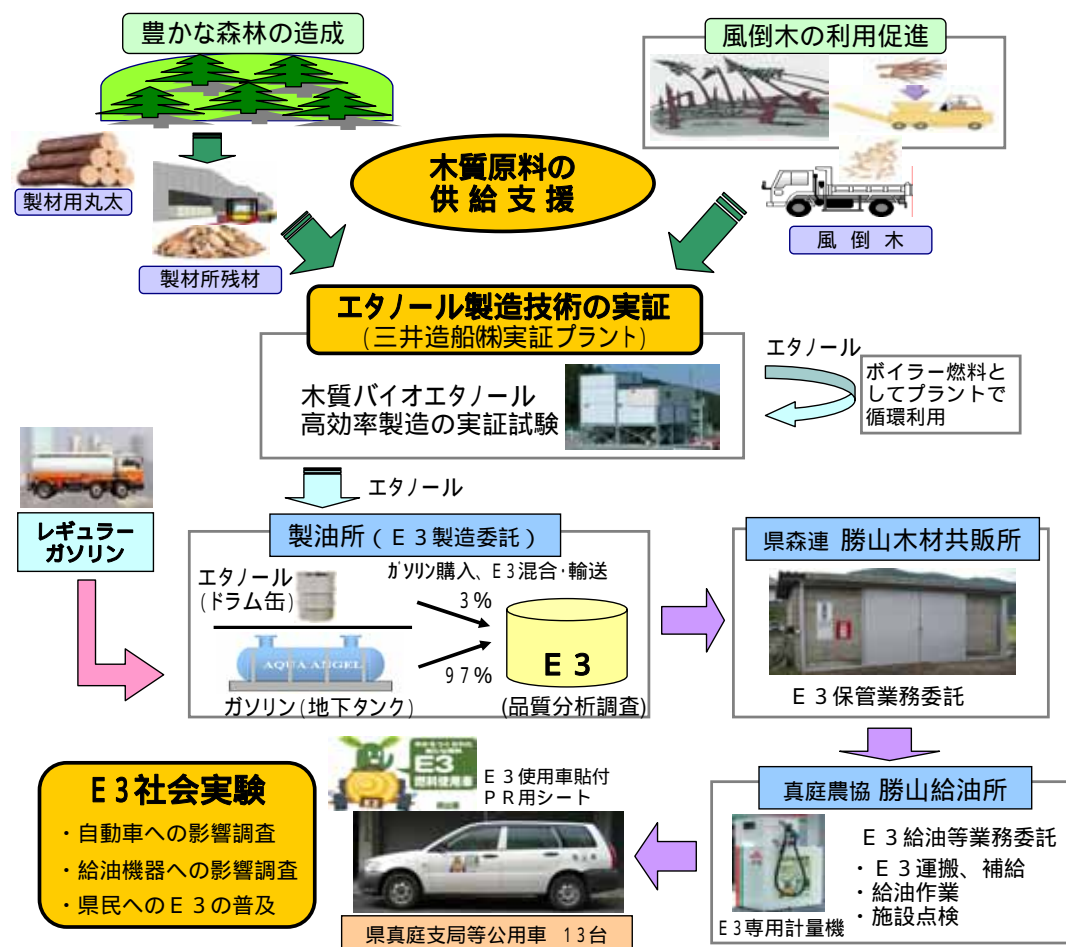 豊かな森林の造成
風倒木の利用促進
木質原料の
供給支援
製材用丸太
製材所残材
風倒木
エタノール製造技術の実証
(三井造船㈱実証プラント)
エタノール
木質バイオエタノール
高効率製造の実証試験
ボイラー燃料と
してプラントで
循環利用
エタノール
レギュラー
ガソリン
製油所(E3製造委託)
ガソリン購入、E3混合・輸送
エタノール
(ドラム缶)
3%
AQUA ANGEL
97%
E3
ガソリン(地下タンク)
(品質分析調査)
県森連 勝山木材共販所
E3保管業務委託
E3社会実験
・自動車への影響調査
・給油機器への影響調査
・県民へのE3の普及
E3
燃料使用車
E3使用車貼付
PR用シート
県真庭支局等公用車 13台
真庭農協 勝山給油所
E3給油等業務委託
・E3運搬、補給
・給油作業
・施設点検
E3専用計量機